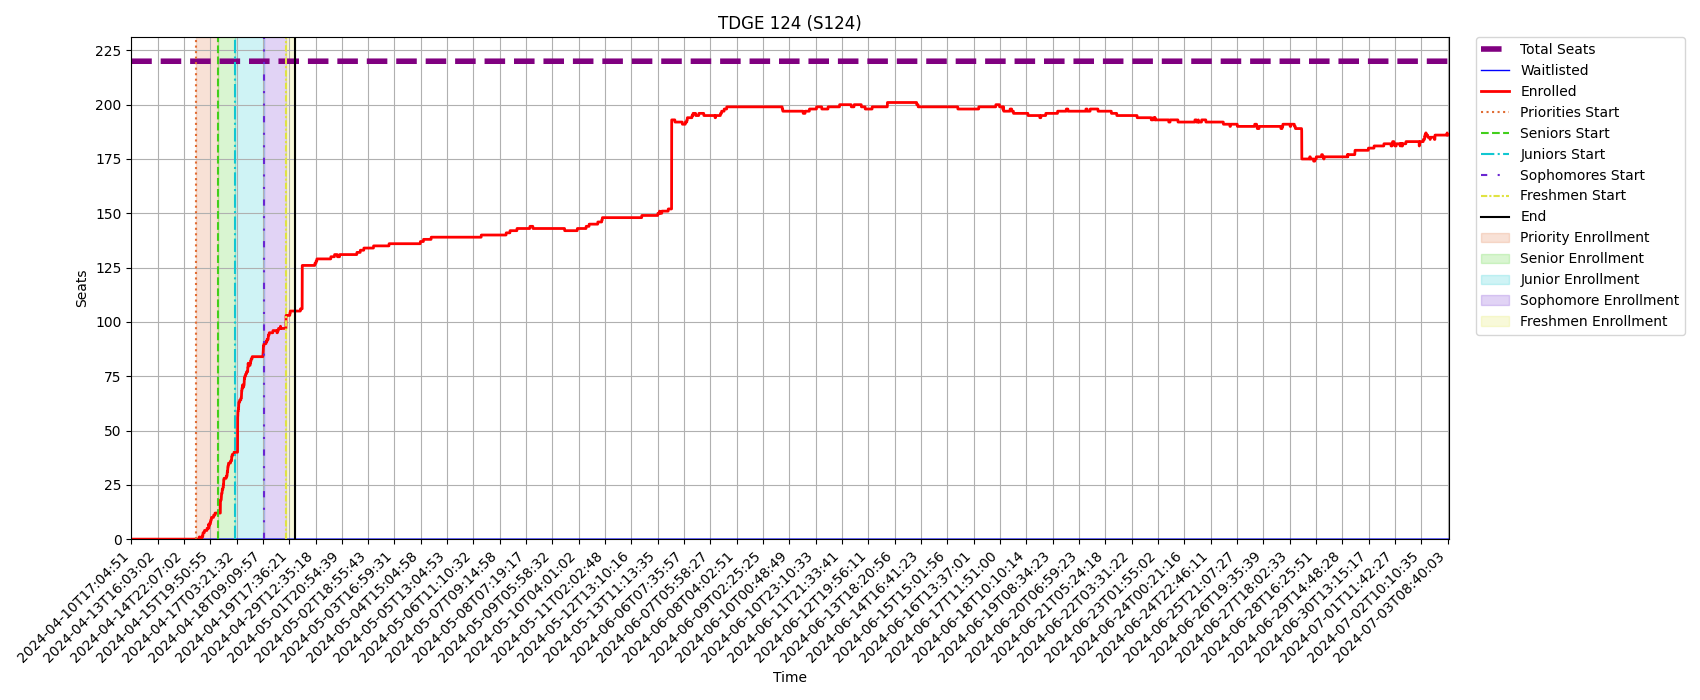 TDGE 124 (S124)
Seats
225
200
175
150
125
100
75
50
25
0
2024-04-10T17:04:51
2024-04-13T16:03:02
2024-04-14T22:07:02
2024-04-15T19:50:55
2024-04-17T03:21:32
2024-04-18T09:09:57
2024-04-19T17:36:21
2024-04-29T12:35:18
2024-05-01T20:54:39
2024-05-02T18:55:43
2024-05-03T16:59:31
2024-05-04T15:04:58
2024-05-05T13:04:53
2024-05-06T11:10:32
2024-05-07T09:14:58
2024-05-08T07:19:17
2024-05-09T05:58:32
2024-05-10T04:01:02
2024-05-11T02:02:48
2024-05-12T13:10:16
2024-05-13T11:13:35
2024-06-06T07:35:57
2024-06-07T05:58:27
2024-06-08T04:02:51
2024-06-09T02:25:25
2024-06-10T00:48:49
2024-06-10T23:10:33
2024-06-11T21:33:41
2024-06-12T19:56:11
2024-06-13T18:20:56
2024-06-14T16:41:23
2024-06-15T15:01:56
2024-06-16T13:37:01
2024-06-17T11:51:00
2024-06-18T10:10:14
2024-06-19T08:34:23
2024-06-20T06:59:23
2024-06-21T05:24:18
2024-06-22T03:31:22
2024-06-23T01:55:02
2024-06-24T00:21:16
2024-06-24T22:46:11
2024-06-25T21:07:27
2024-06-26T19:35:39
2024-06-27T18:02:33
2024-06-28T16:25:51
2024-06-29T14:48:28
2024-06-30T13:15:17
2024-07-01T11:42:27
2024-07-02T10:10:35
2024-07-03T08:40:03
Time
Total Seats
Waitlisted
Enrolled
Priorities Start
Seniors Start
Juniors Start
Sophomores Start
Freshmen Start
End
Priority Enrollment
Senior Enrollment
Junior Enrollment
Sophomore Enrollment
Freshmen Enrollment